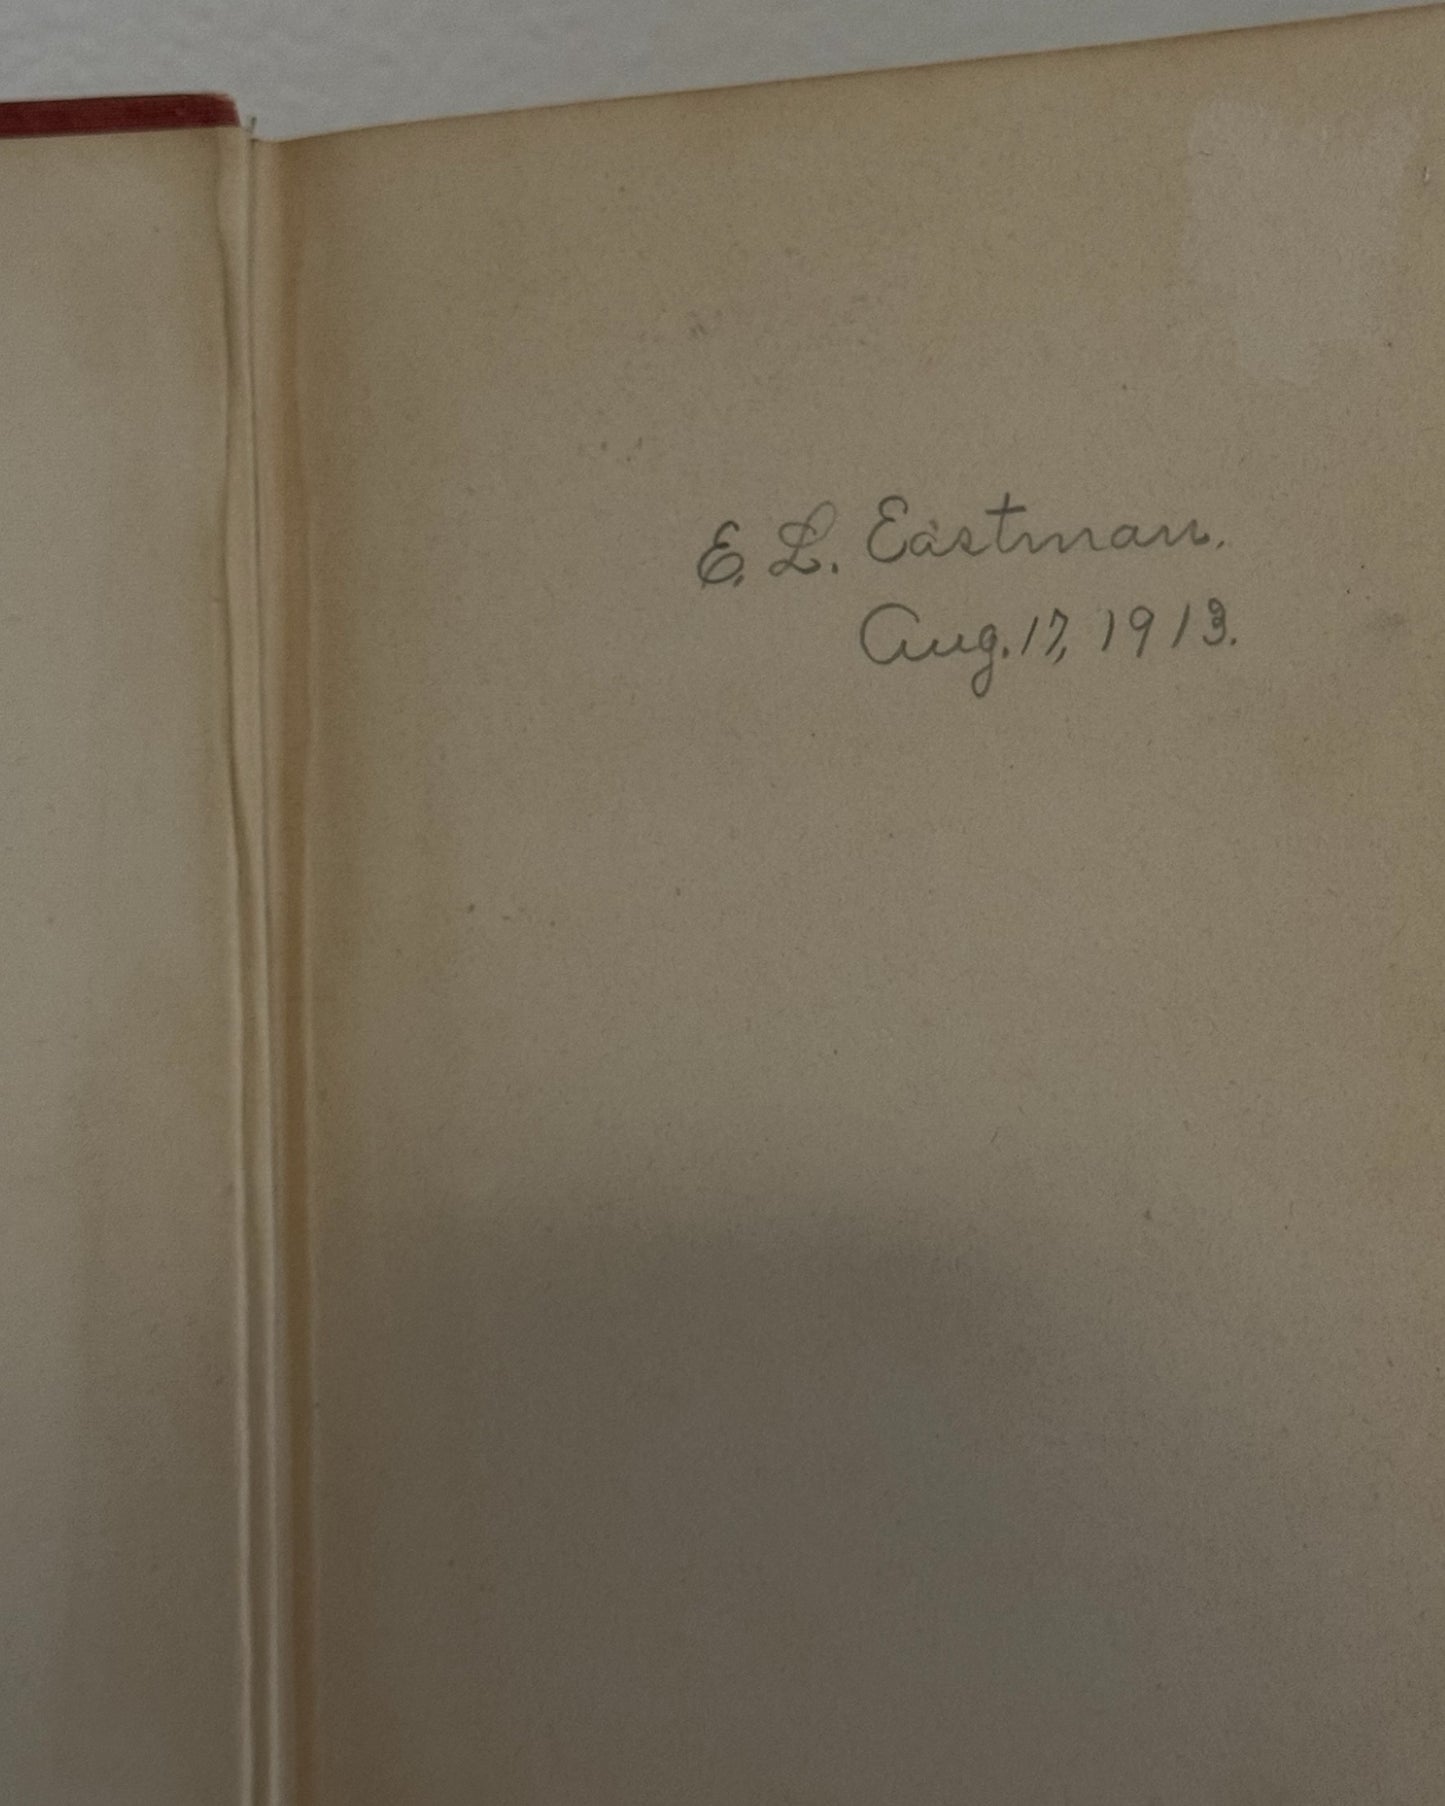 E. L. Eastman.
Aug. 17, 1913.